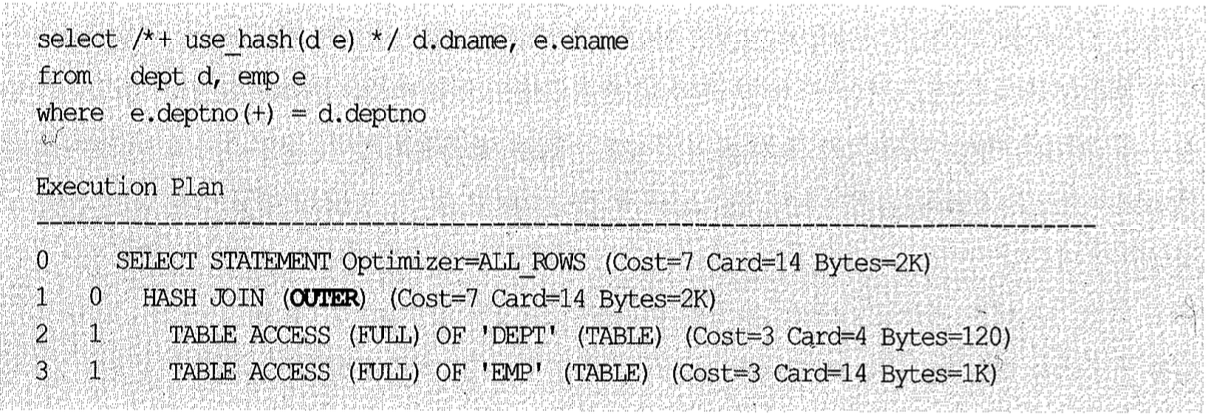 select /*+ use_hash(d e) */ d.dname, e.ename
from dept d, emp e
where e.deptno(+) = d.deptno
Execution Plan
--------------------------------------------------------------------------------
0 SELECT STATEMENT Optimizer=ALL_ROWS (Cost=7 Card=14 Bytes=2K)
1 0 HASH JOIN (OUTER) (Cost=7 Card=14 Bytes=2K)
2 1 TABLE ACCESS (FULL) OF 'DEPT' (TABLE) (Cost=3 Card=4 Bytes=120)
3 1 TABLE ACCESS (FULL) OF 'EMP' (TABLE) (Cost=3 Card=14 Bytes=1K)